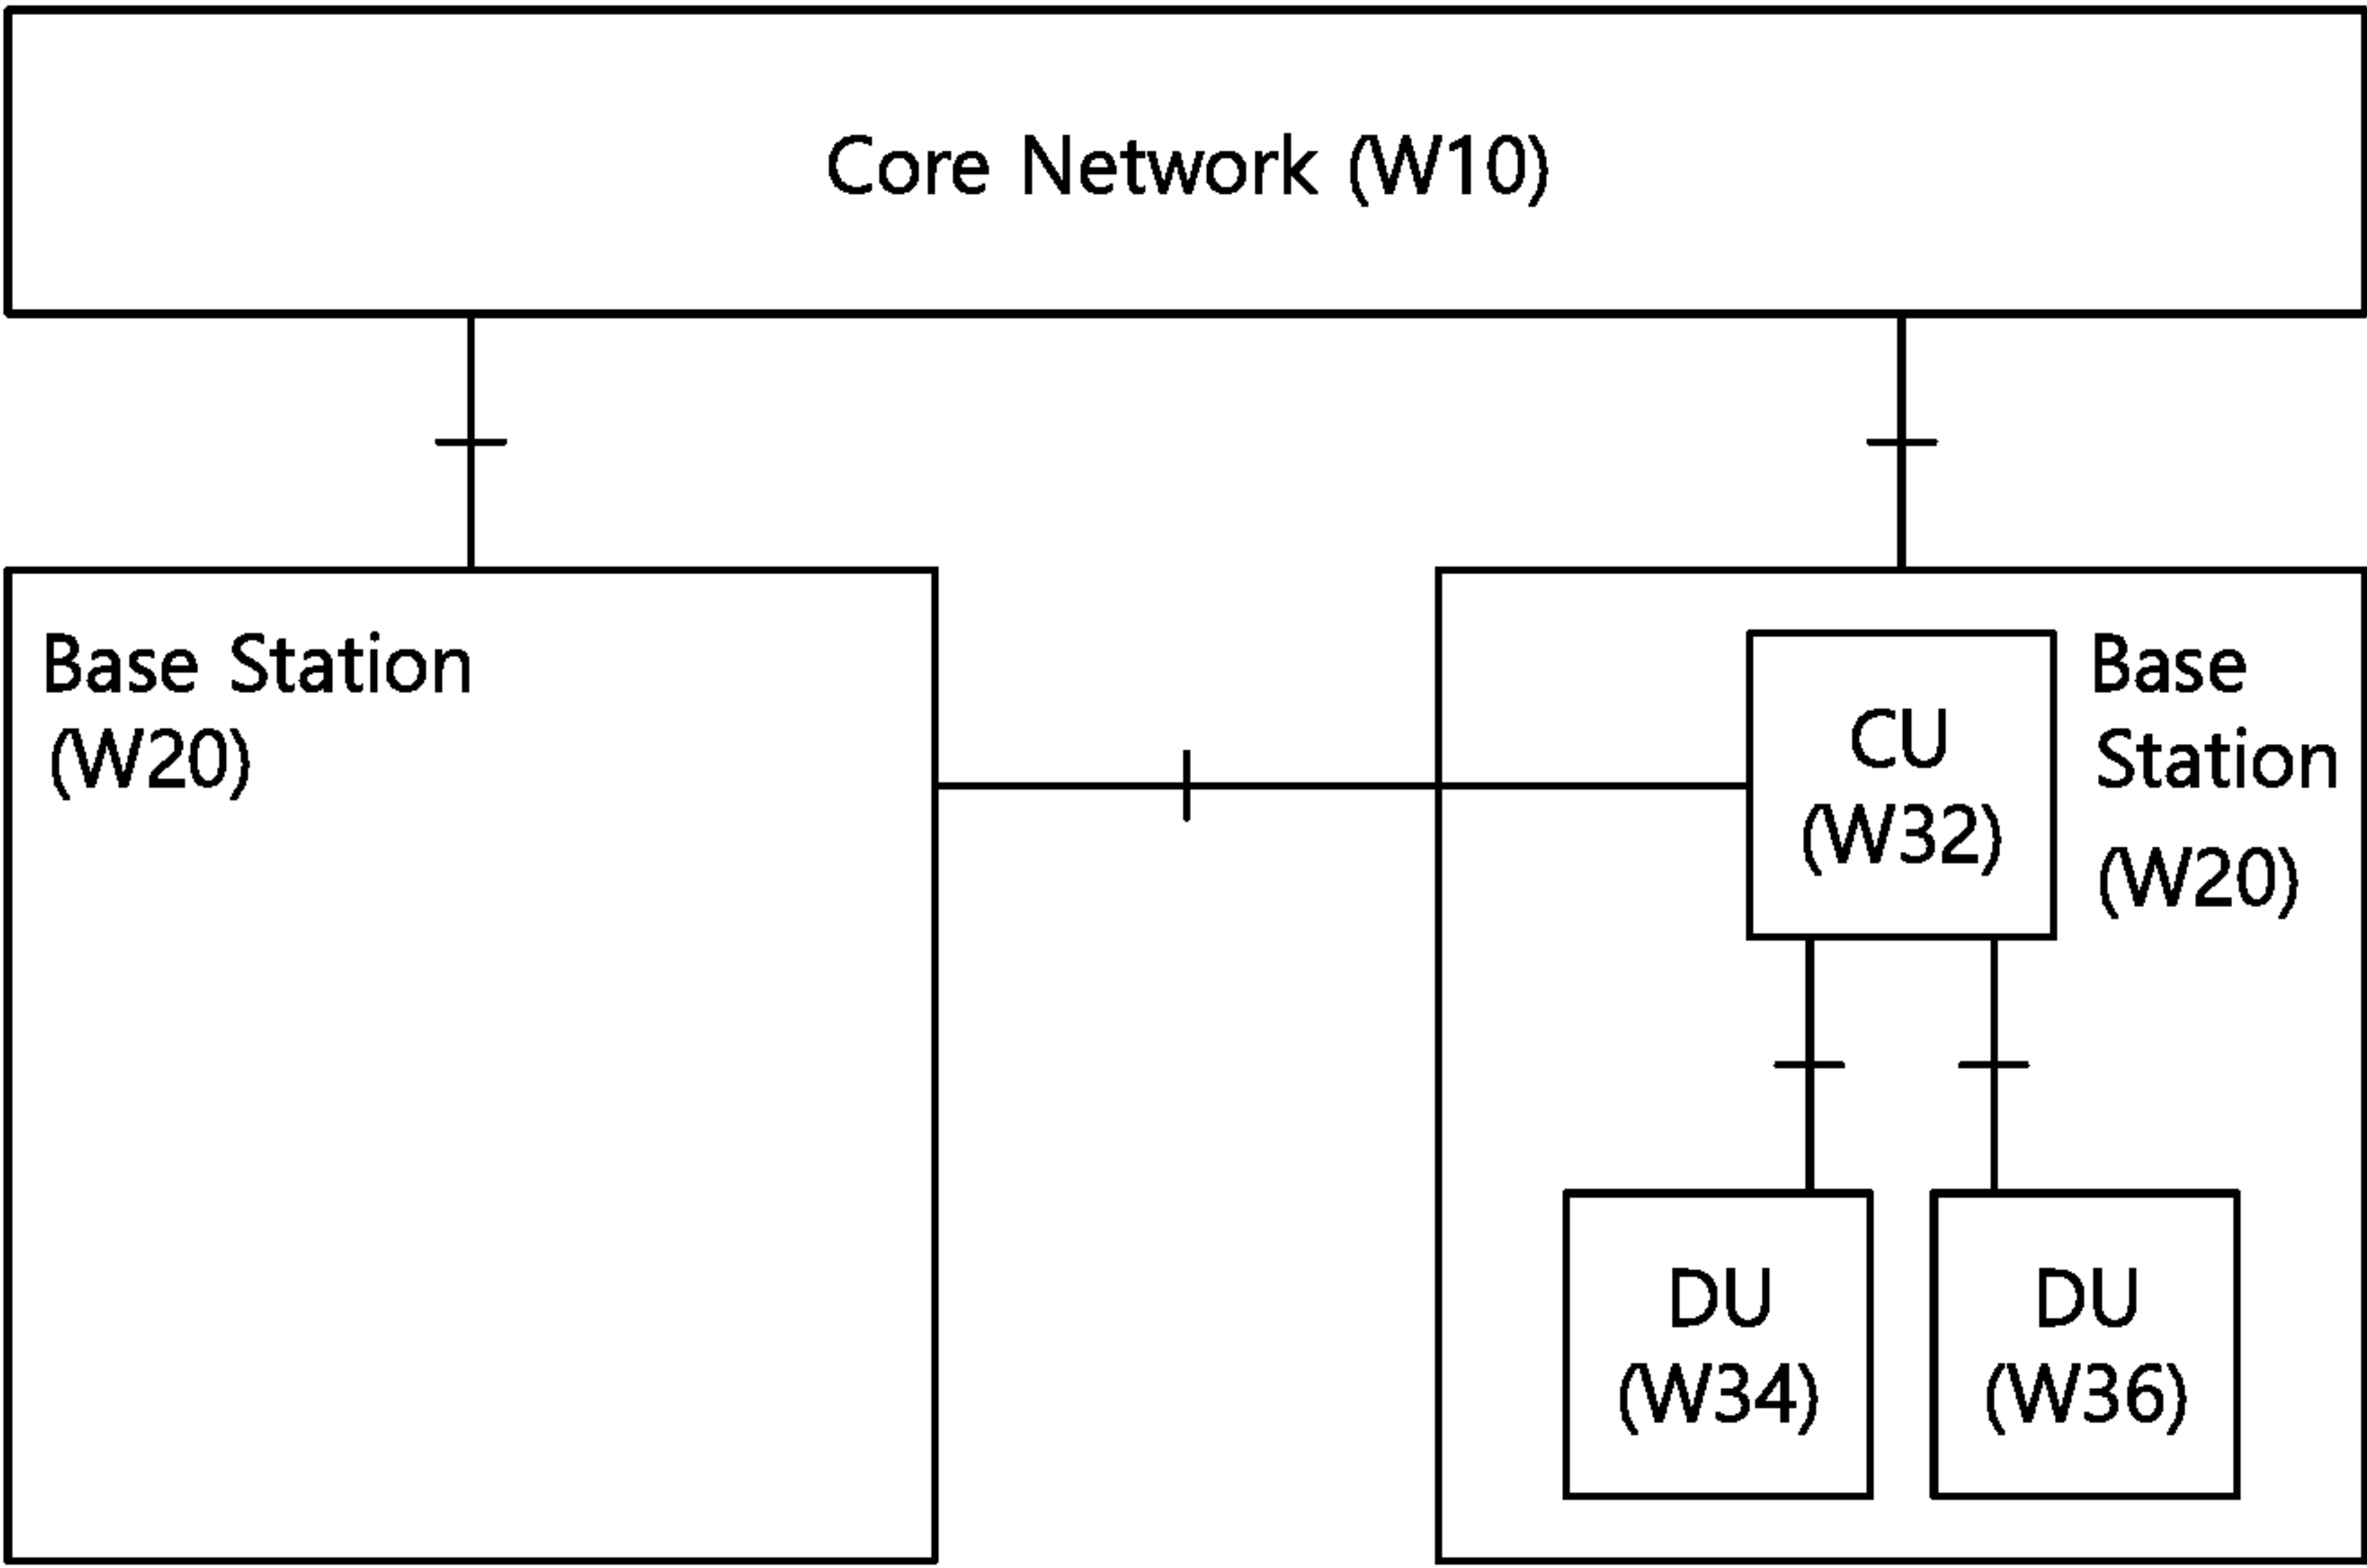 Core Network (W10)
Base Station
(W20)
CU
(W32)
Base
Station
(W20)
DU
(W34)
DU
(W36)